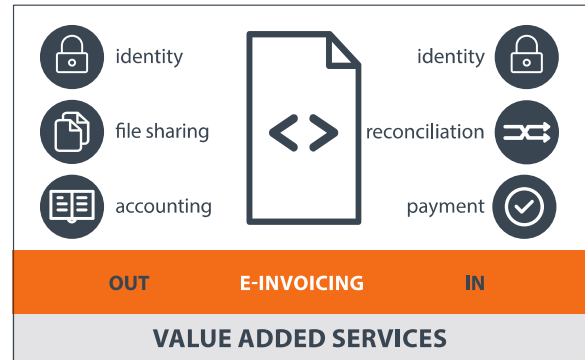 identity
identity
file sharing
reconciliation
accounting
payment
OUT E-INVOICING IN
VALUE ADDED SERVICES